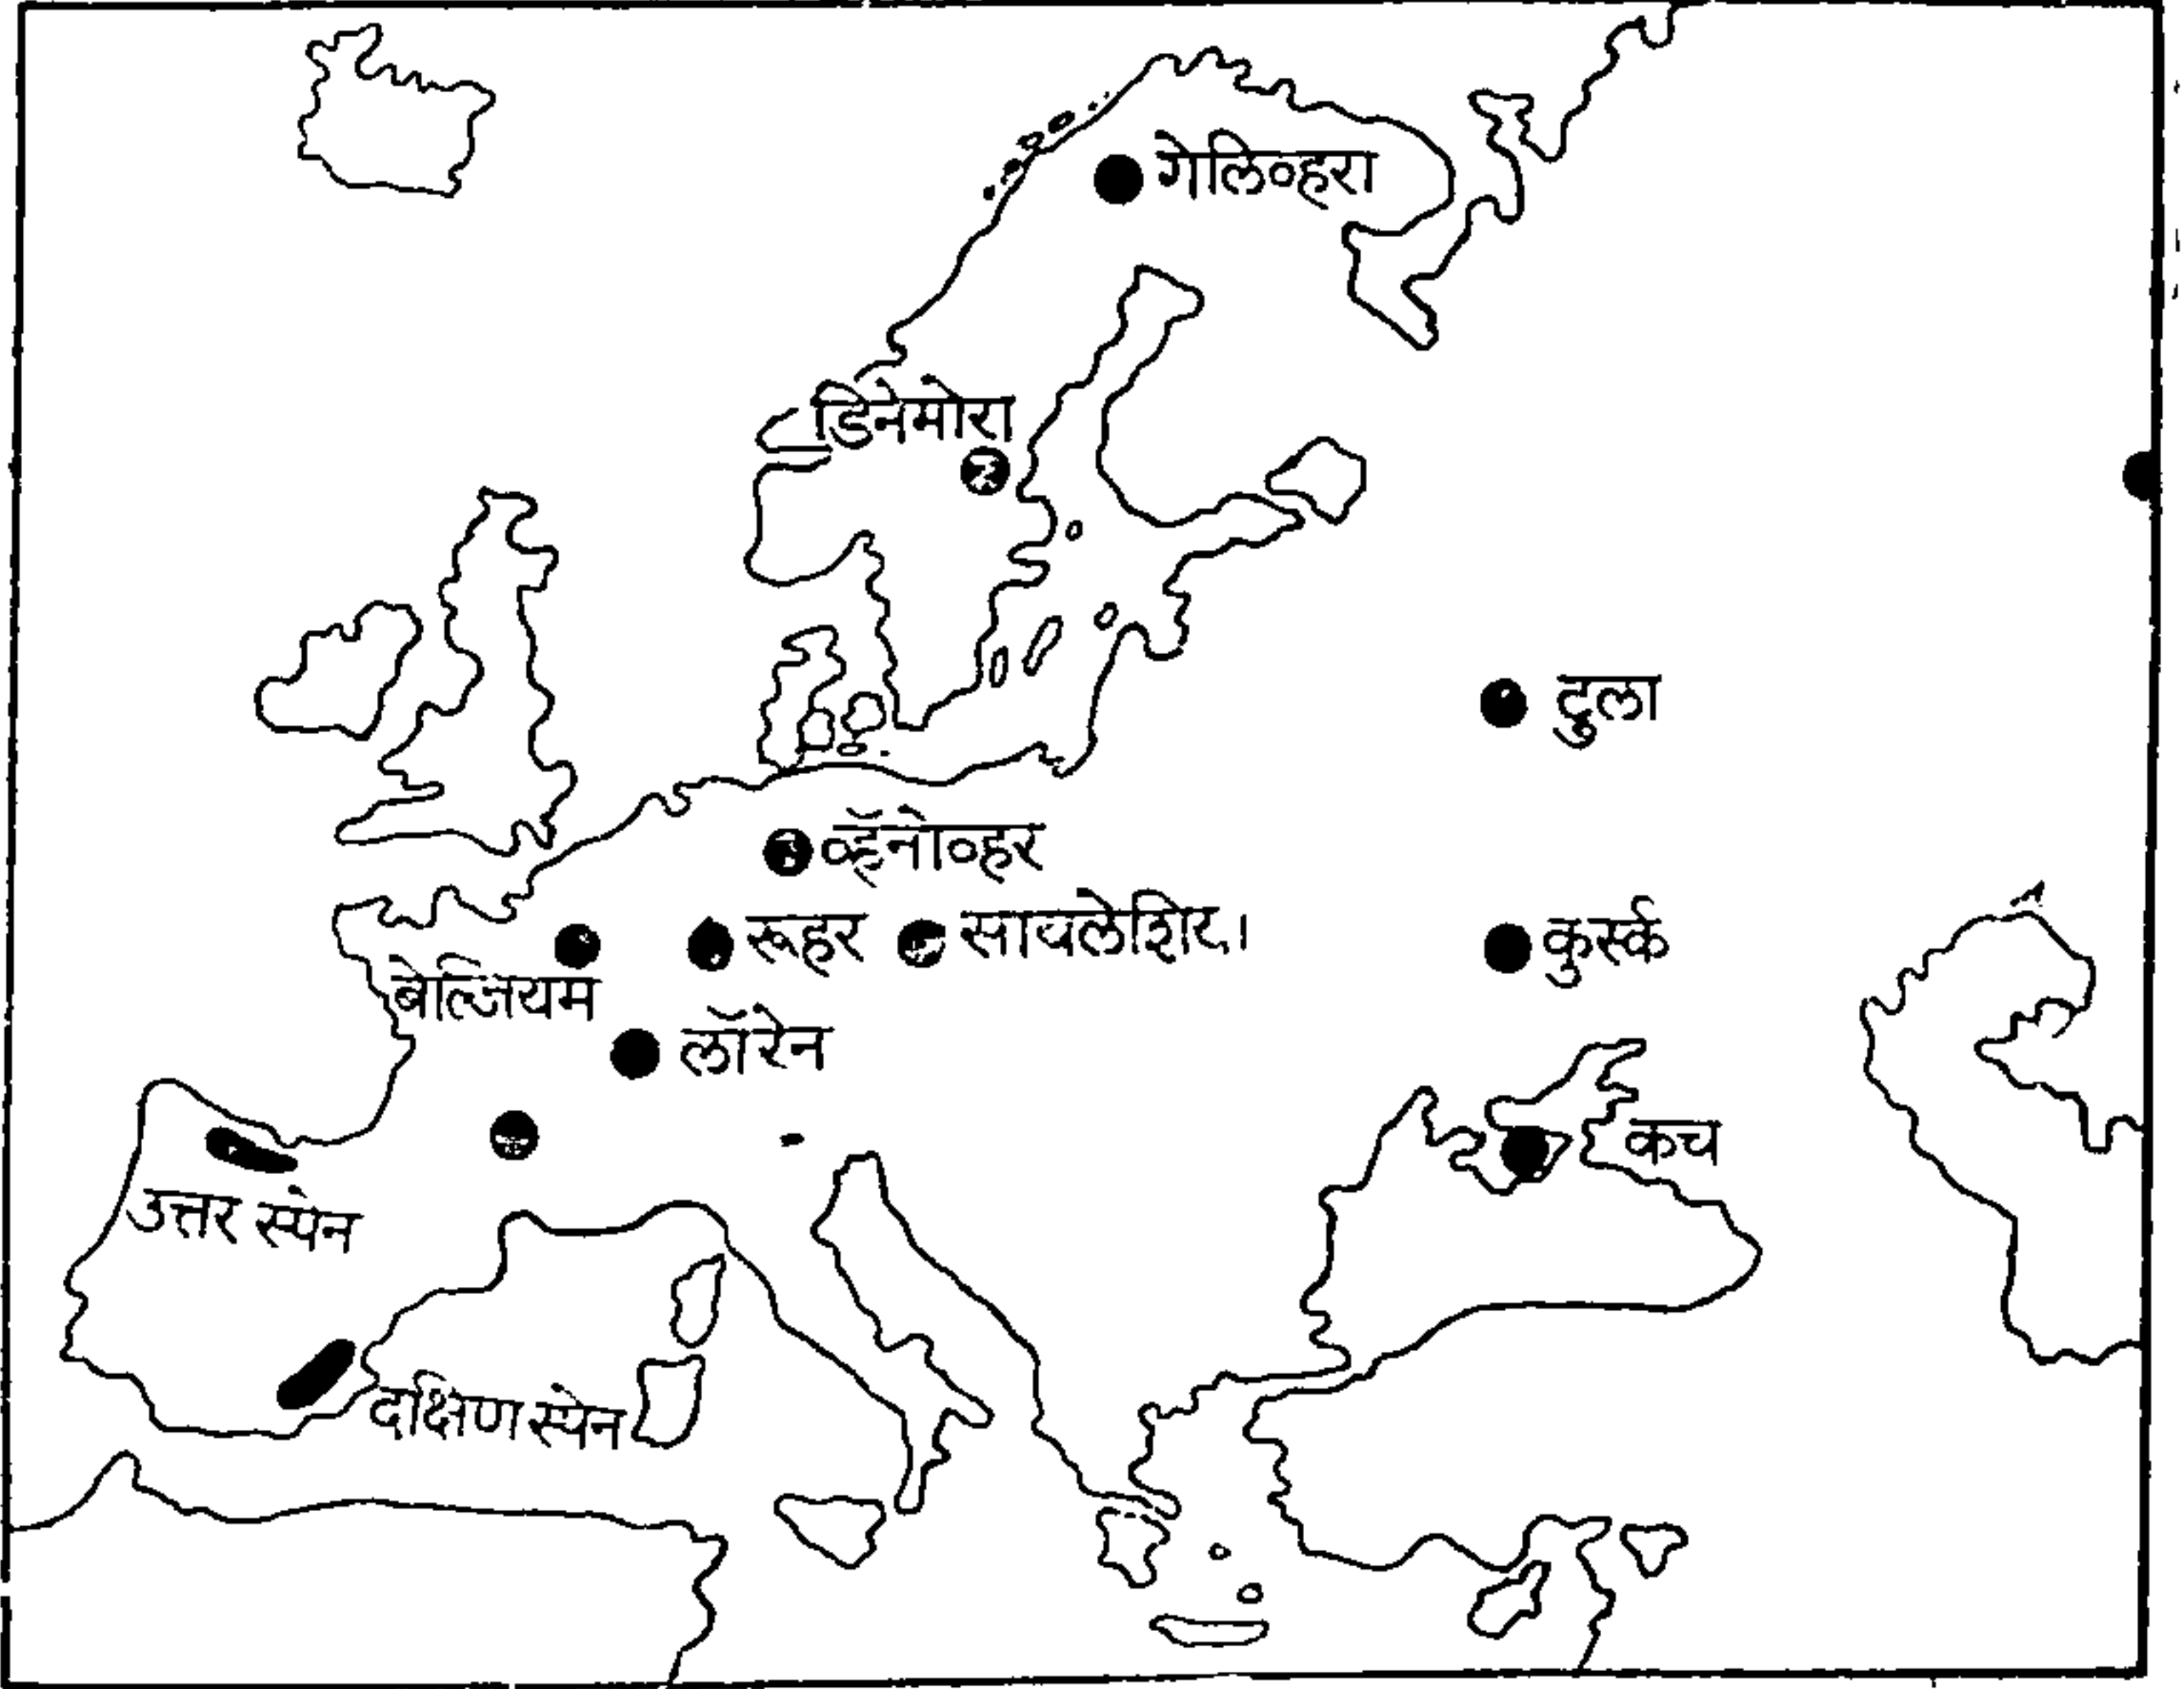 गेलिव्हरा
डिनेमोरा
टुला
व्हॅनोव्हर
रूहर
सायलेशिया
कुर्स्क
बेल्जियम
लॉरेन
कच
उत्तर स्पेन
दक्षिण स्पेन